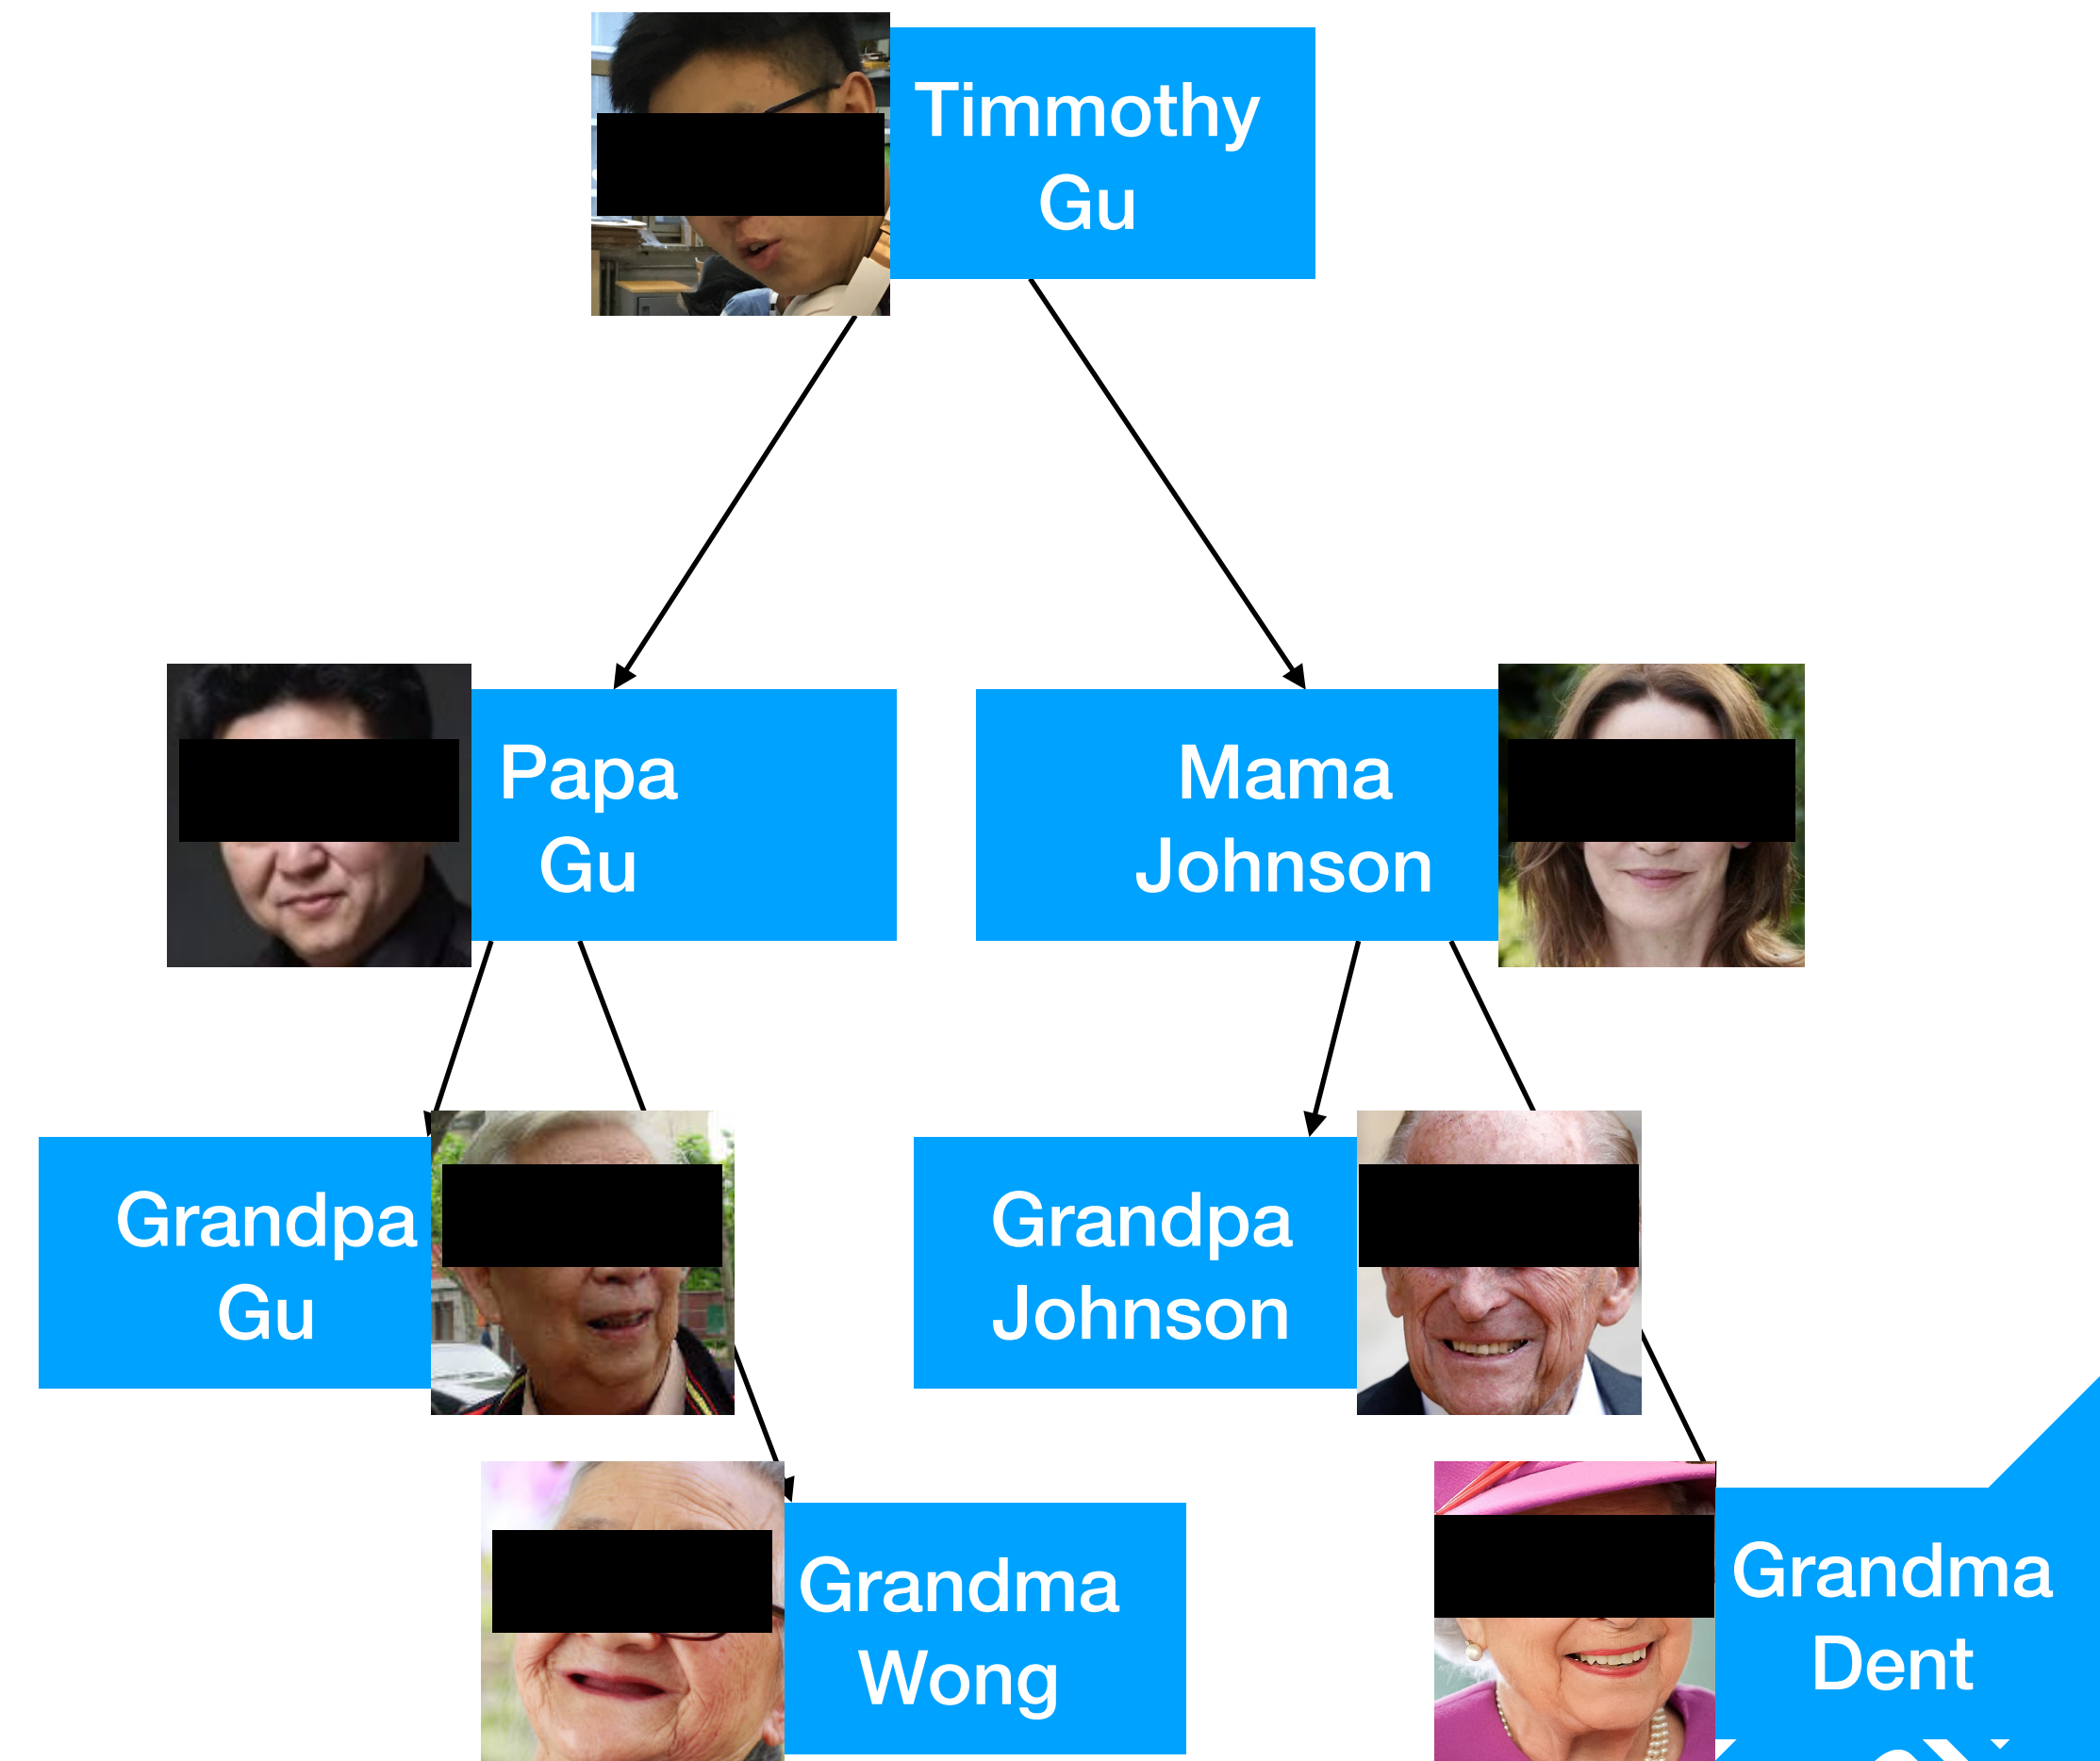 Timmothy
Gu
Papa
Gu
Mama
Johnson
Grandpa
Gu
Grandpa
Johnson
Grandma
Wong
Grandma
Dent